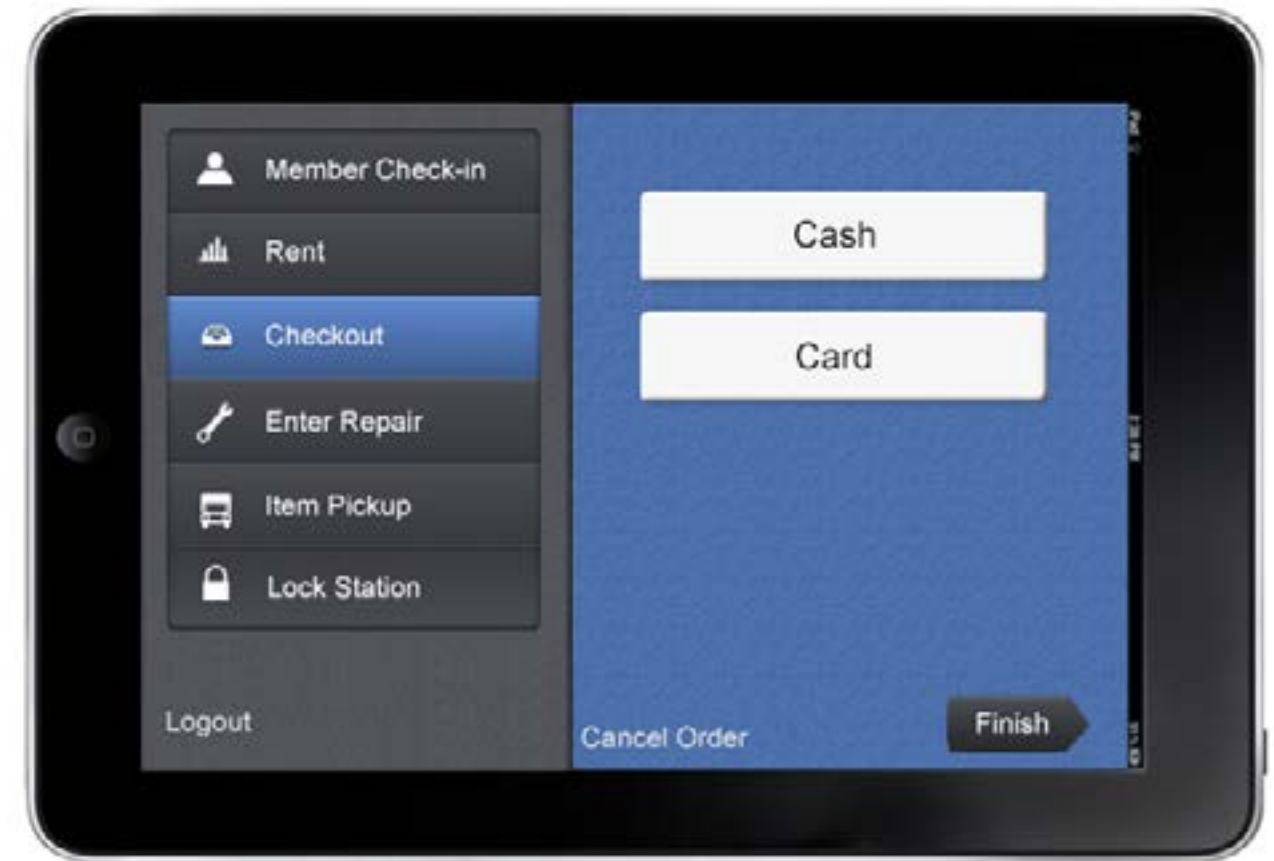 Member Check-in
Rent
Checkout
Enter Repair
Item Pickup
Lock Station
Logout
Cash
Card
Cancel Order
Finish